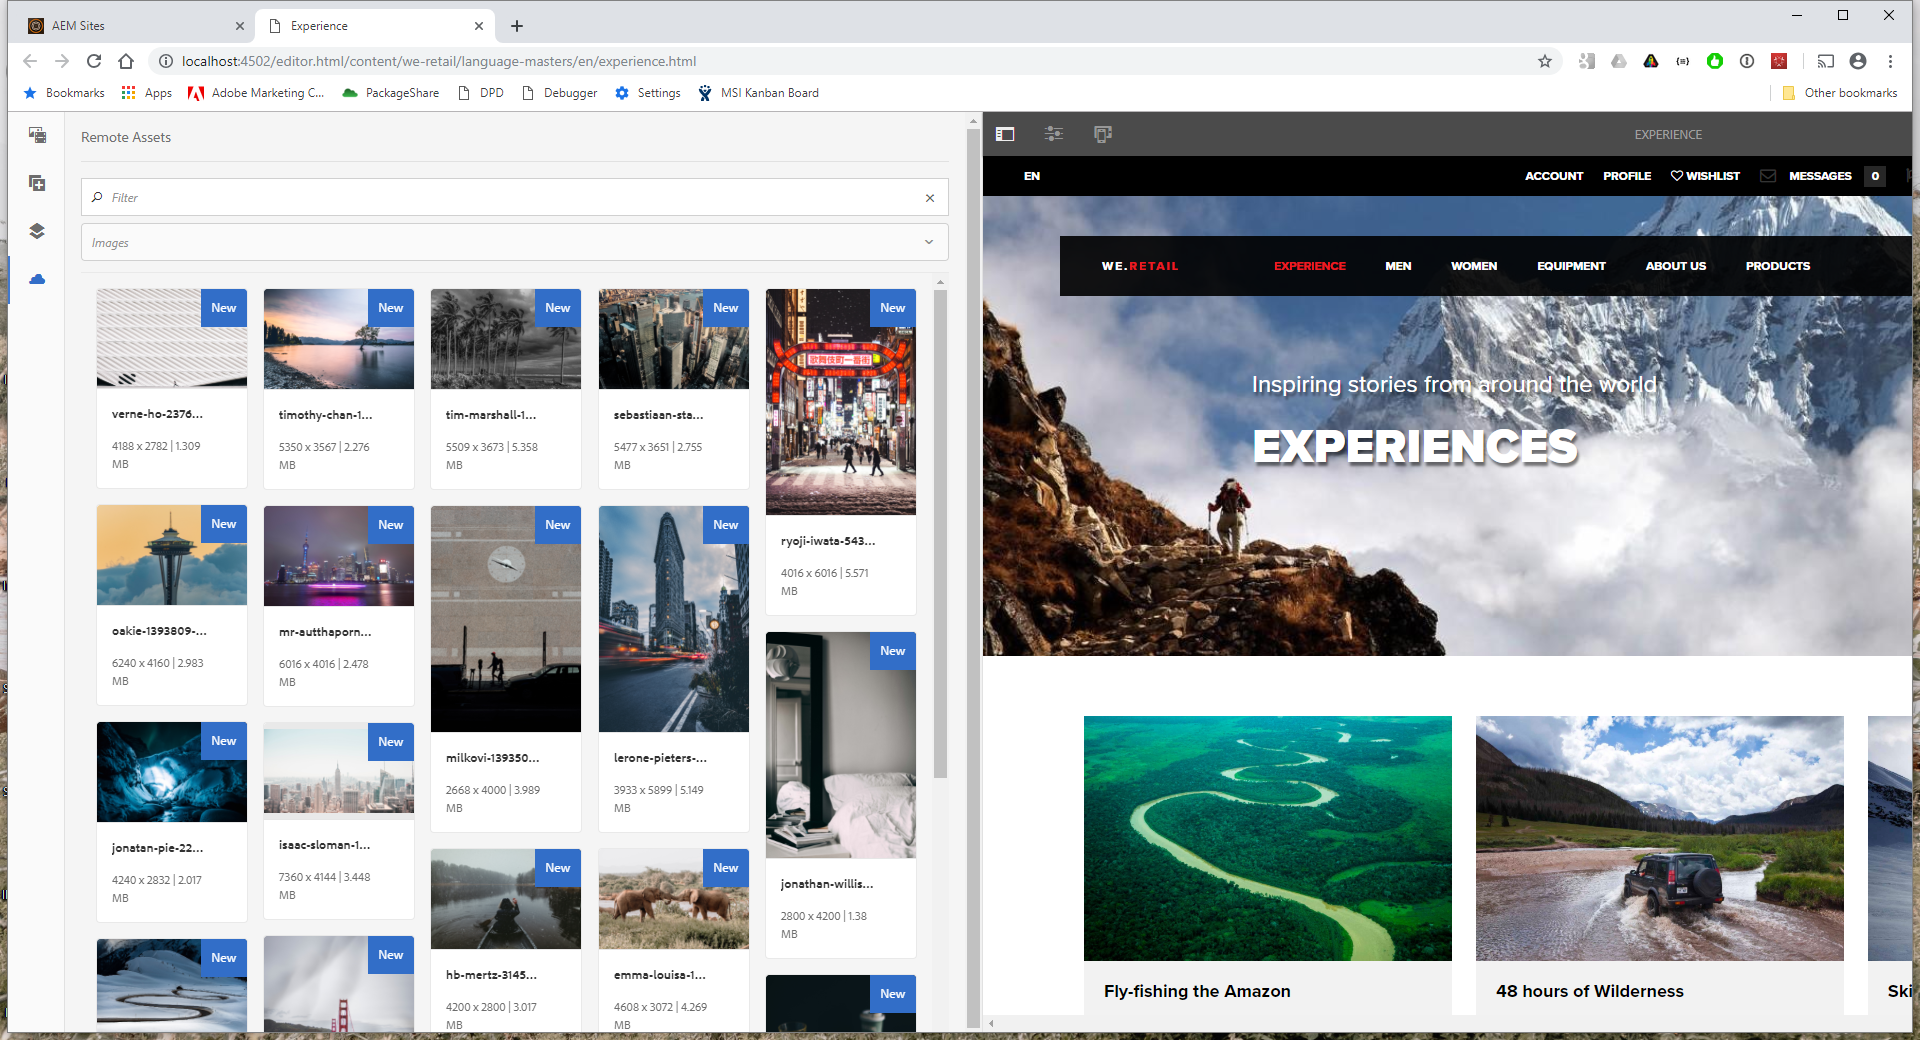 AEM Sites
Experience
localhost:4502/editor.html/content/we-retail/language-masters/en/experience.html
Bookmarks
Apps
Adobe Marketing C...
PackageShare
DPD
Debugger
Settings
MSI Kanban Board
Other bookmarks
Remote Assets
Filter
Images
New
verne-ho-2376...
4188 x 2782 | 1.309
MB
New
timothy-chan-1...
5350 x 3567 | 2.276
MB
New
tim-marshall-1...
5509 x 3673 | 5.358
MB
New
sebastiaan-sta...
5477 x 3651 | 2.755
MB
New
歌舞伎町一番街
ryoji-iwata-543...
4016 x 6016 | 5.571
MB
New
oakie-1393809-...
6240 x 4160 | 2.983
MB
New
mr-autthaporn...
6016 x 4016 | 2.478
MB
New
milkovi-139350...
2668 x 4000 | 3.989
MB
New
lerone-pieters-...
3933 x 5899 | 5.149
MB
New
jonathan-willis...
2800 x 4200 | 1.38
MB
New
jonatan-pie-22...
4240 x 2832 | 2.017
MB
New
isaac-sloman-1...
7360 x 4144 | 3.448
MB
New
hb-mertz-3145...
4200 x 2800 | 3.017
MB
New
emma-louisa-1...
4608 x 3072 | 4.269
MB
New
New
New
EXPERIENCE
EN
ACCOUNT
PROFILE
WISHLIST
MESSAGES
0
WE.RETAIL
EXPERIENCE
MEN
WOMEN
EQUIPMENT
ABOUT US
PRODUCTS
Inspiring stories from around the world
EXPERIENCES
Fly-fishing the Amazon
48 hours of Wilderness
Ski